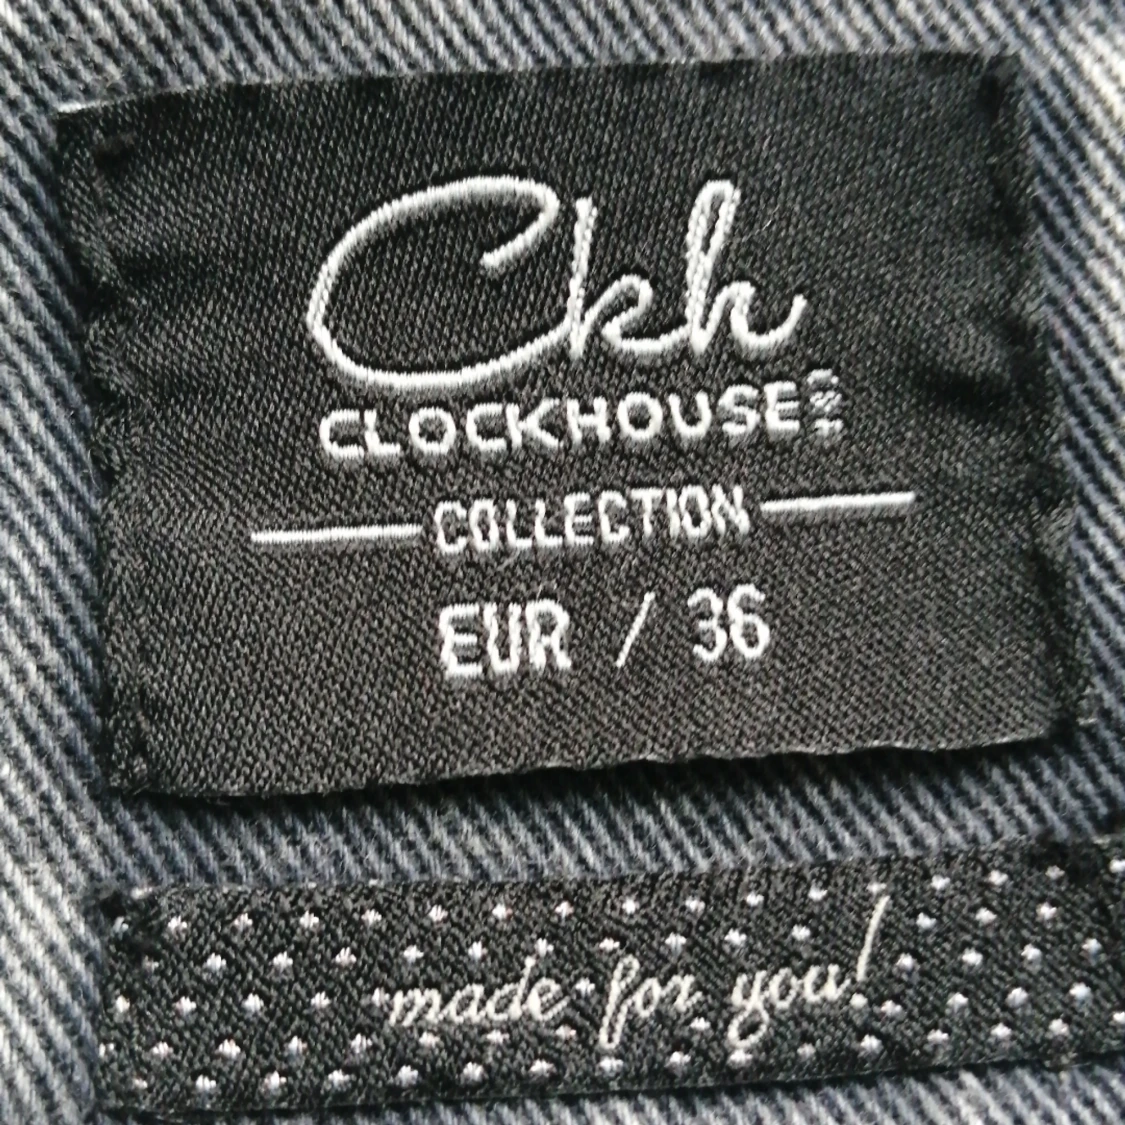 Ckh
CLOCKHOUSE C&A
COLLECTION
EUR / 36
made for you!